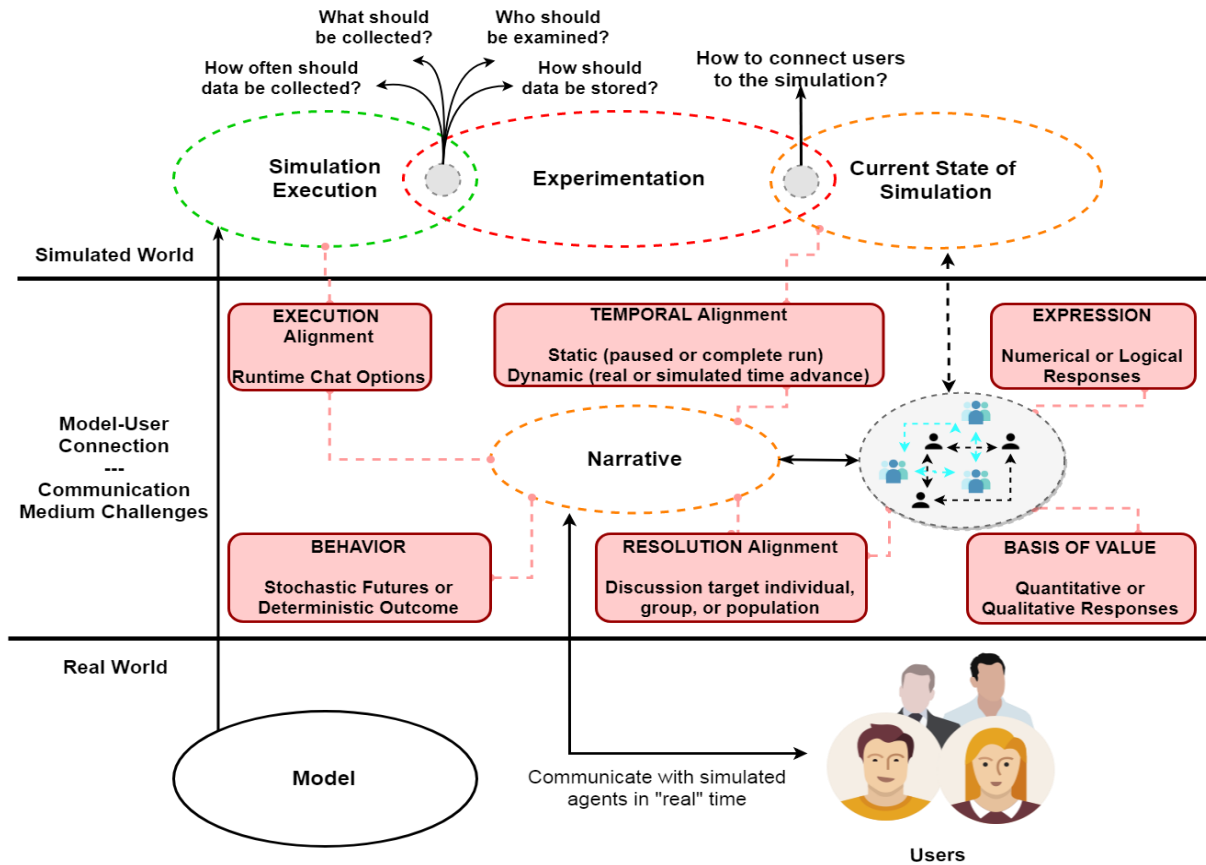 What should
be collected?
Who should
be examined?
How often should
data be collected?
How should
data be stored?
How to connect users
to the simulation?
Simulation
Execution
Experimentation
Current State of
Simulation
Simulated World
EXECUTION
Alignment
Runtime Chat Options
TEMPORAL Alignment
Static (paused or complete run)
Dynamic (real or simulated time advance)
EXPRESSION
Numerical or Logical
Responses
Model-User
Connection
---
Communication
Medium Challenges
Narrative
BEHAVIOR
Stochastic Futures or
Deterministic Outcome
RESOLUTION Alignment
Discussion target individual,
group, or population
BASIS OF VALUE
Quantitative or
Qualitative Responses
Real World
Model
Communicate with simulated
agents in "real" time
Users